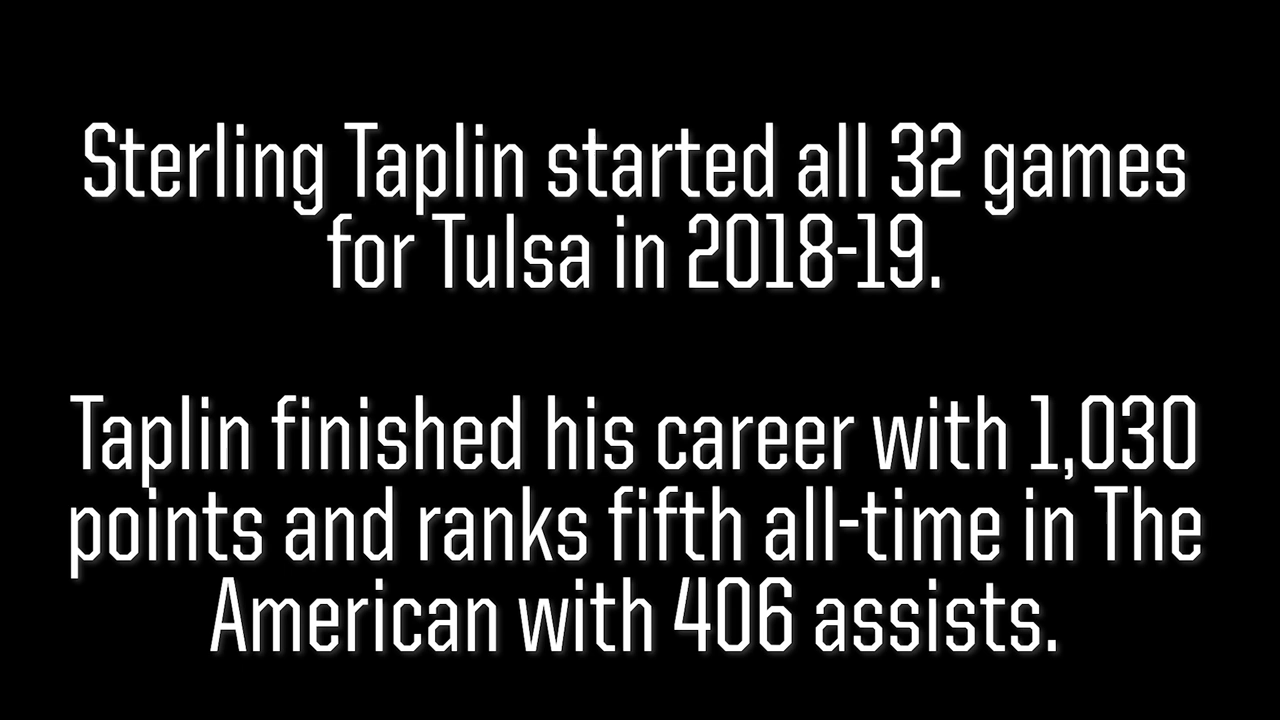 Sterling Taplin started all 32 games
for Tulsa in 2018-19.
Taplin finished his career with 1,030
points and ranks fifth all-time in The
American with 406 assists.